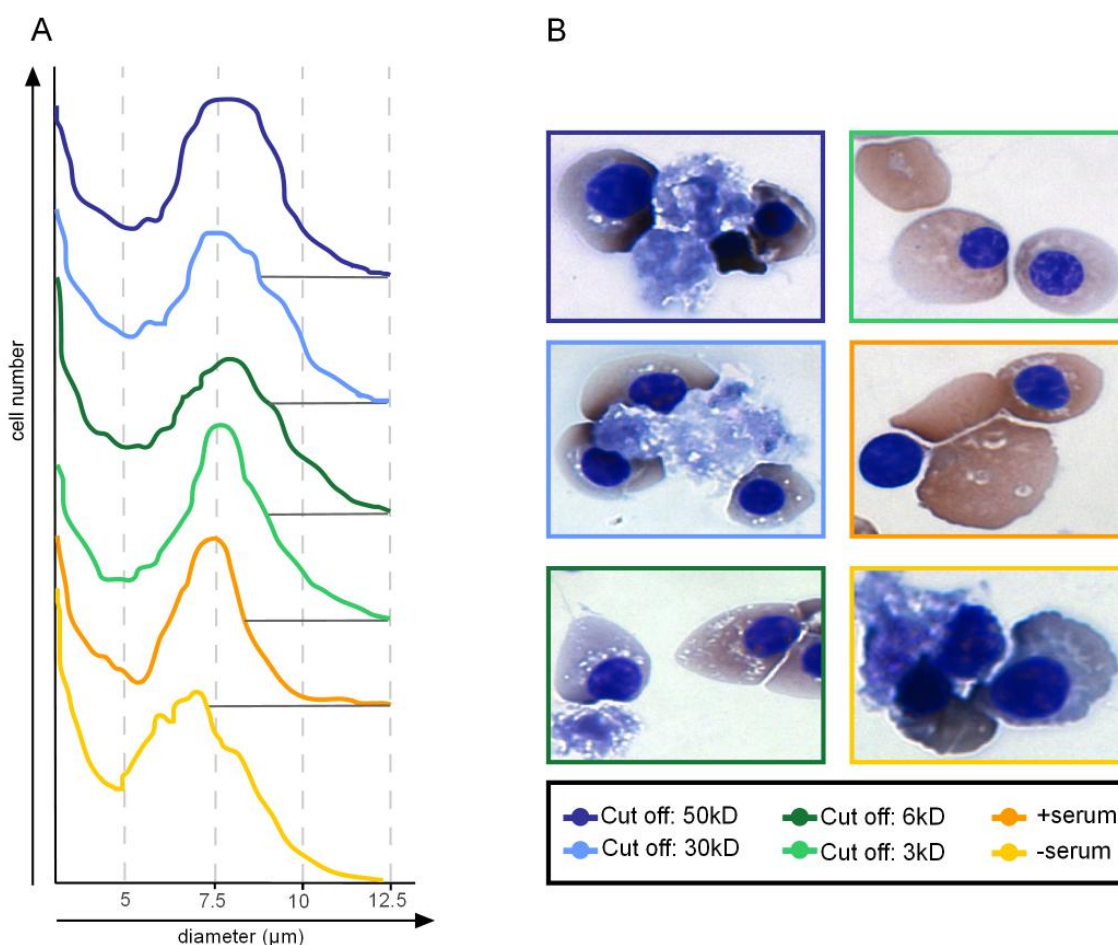 A
B
cell number
5
7.5
10
12.5
diameter (µm)
Cut off: 50kD
Cut off: 6kD
+serum
Cut off: 30kD
Cut off: 3kD
-serum